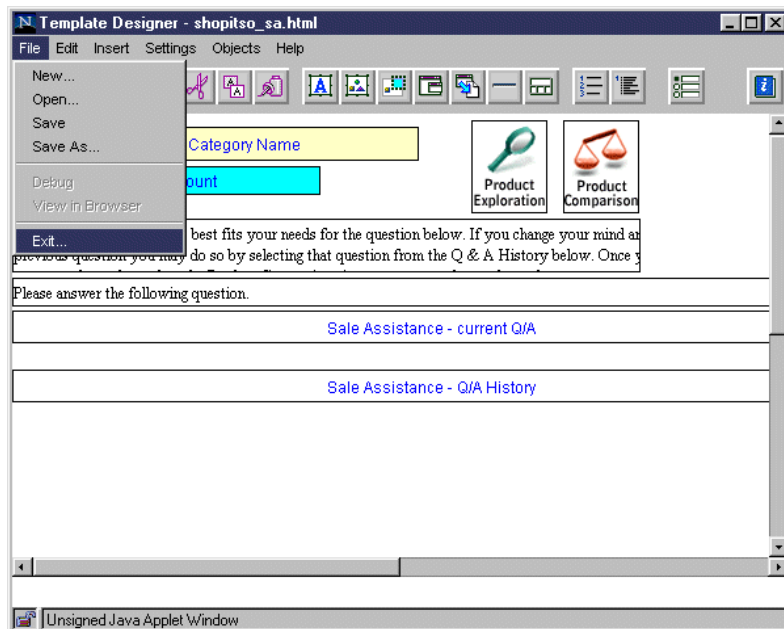 N Template Designer - shopitso_sa.html
File Edit Insert Settings Objects Help
New...
Open...
Save
Save As...
Debug
View in Browser
Exit...
Category Name
ount
Product
Exploration
Product
Comparison
best fits your needs for the question below. If you change your mind an
previous question you may do so by selecting that question from the Q & A History below. Once y
Please answer the following question.
Sale Assistance - current Q/A
Sale Assistance - Q/A History
Unsigned Java Applet Window